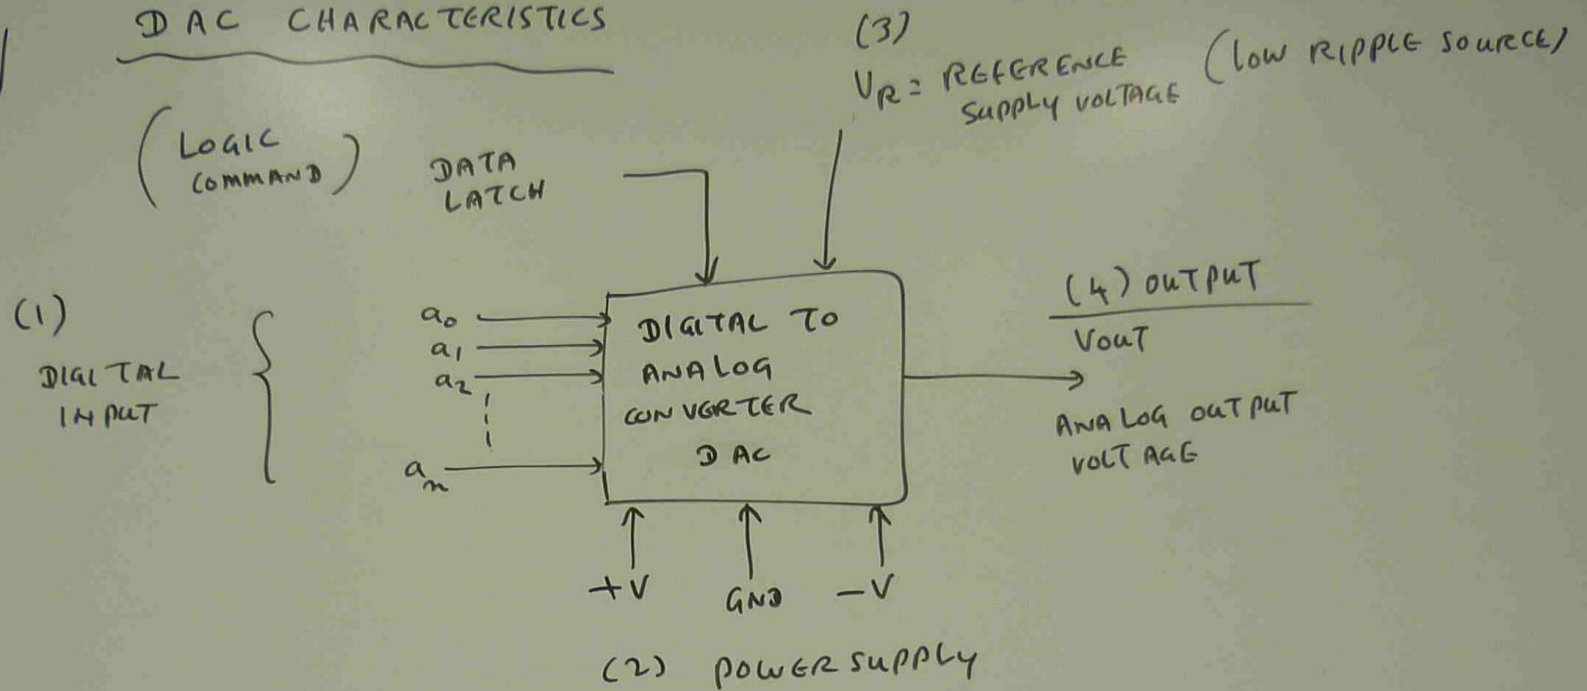 DAC CHARACTERISTICS
(3)
VR = REFERENCE (LOW RIPPLE SOURCE)
SUPPLY VOLTAGE
(LOGIC
COMMAND)
DATA
LATCH
(1)
DIGITAL
INPUT
a0
a1
a2
an
DIGITAL TO
ANALOG
CONVERTER
DAC
(4) OUTPUT
VOUT
ANALOG OUTPUT
VOLTAGE
+V GND -V
(2) POWER SUPPLY